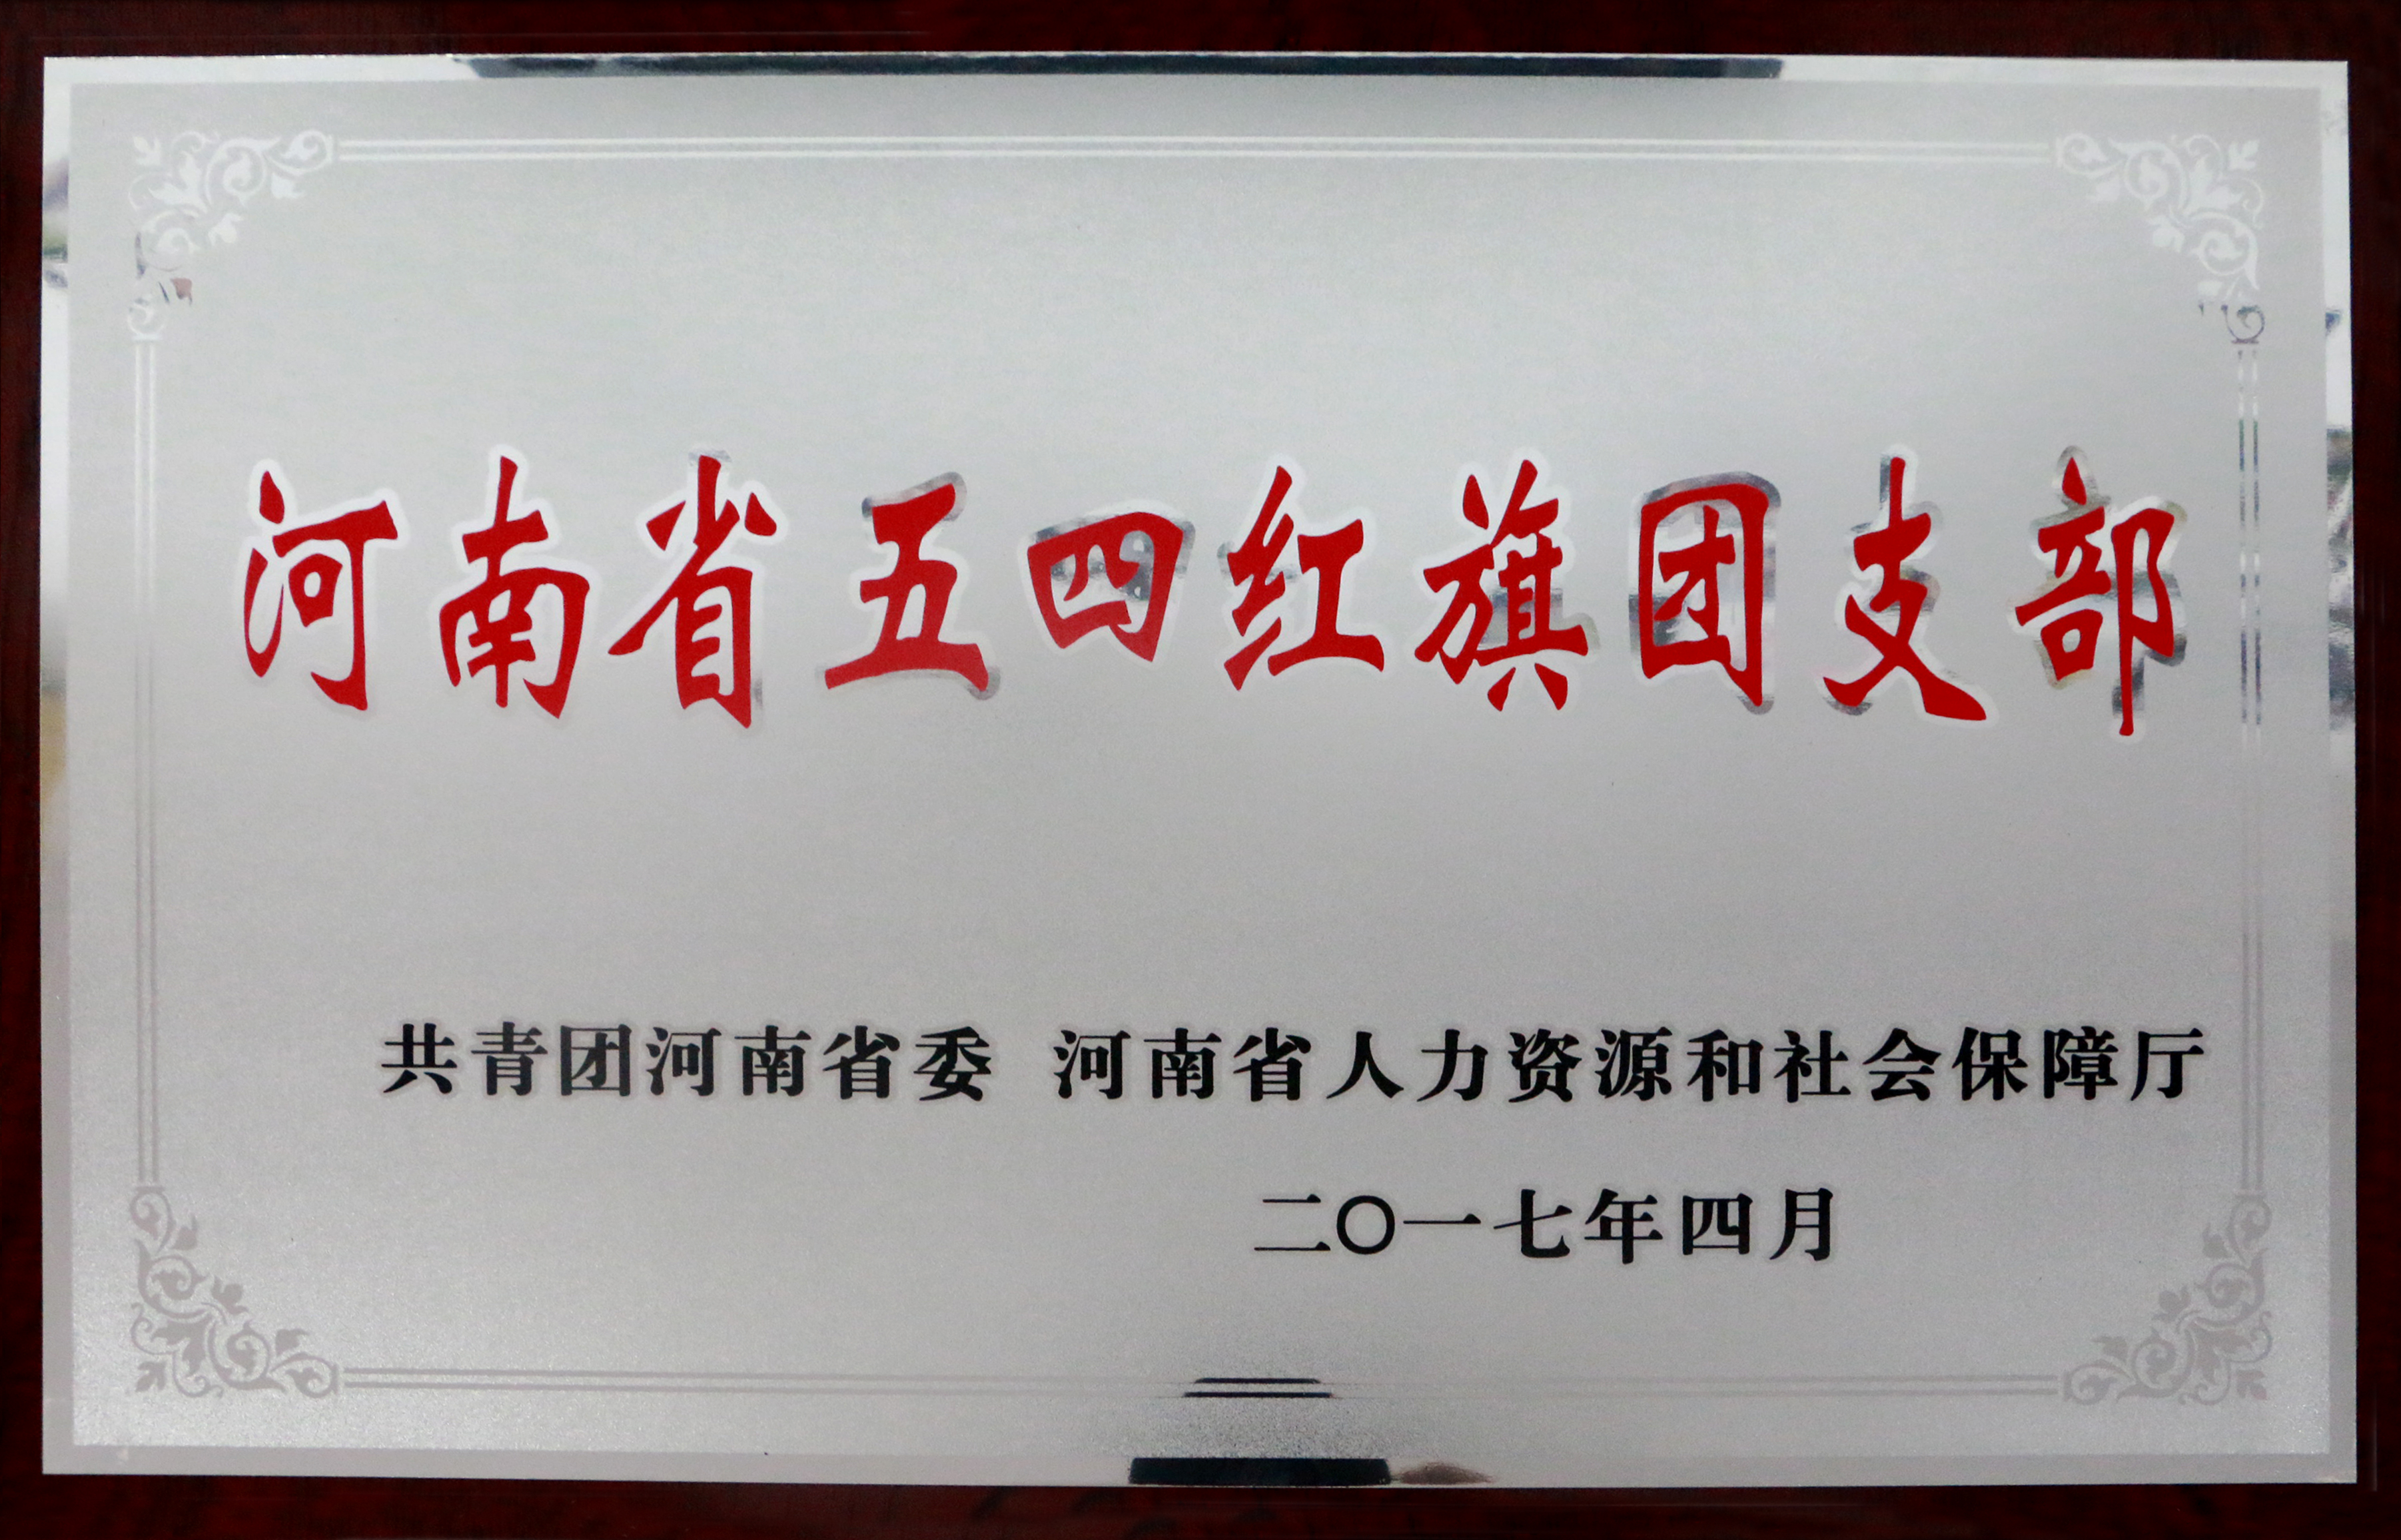 河南省五四红旗团支部
共青团河南省委 河南省人力资源和社会保障厅
二〇一七年四月